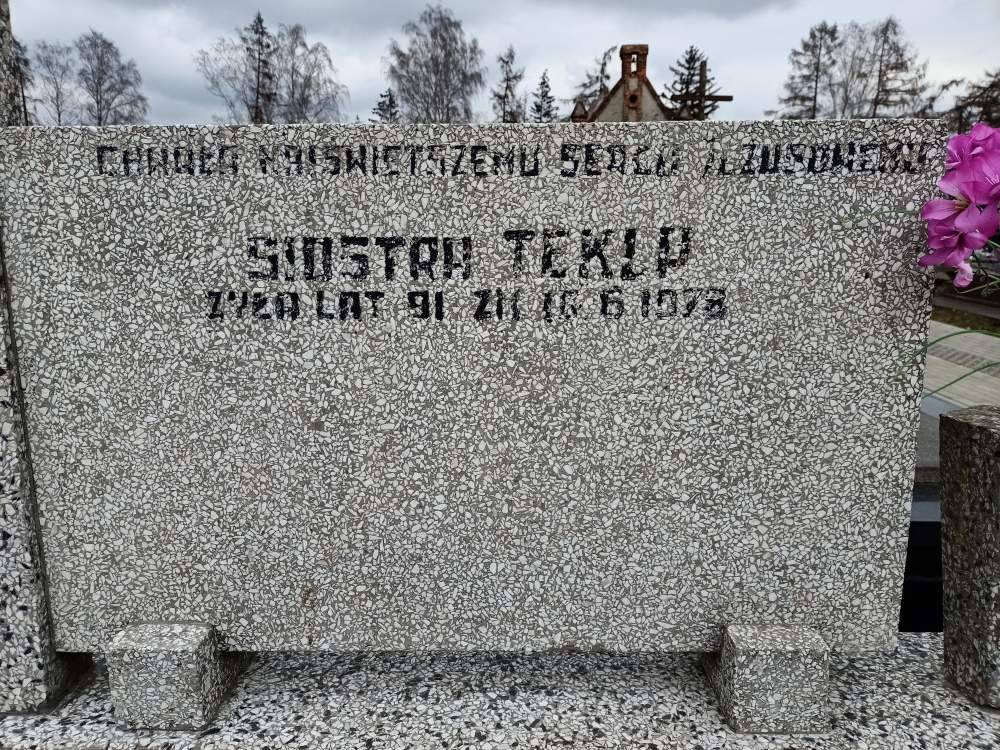 CHWAŁA NAJŚWIĘTSZEMU SERCU JEZUSOWEMU
SIOSTRA TEKLA
ŻYŁA LAT 91 ZM 16 6 1978